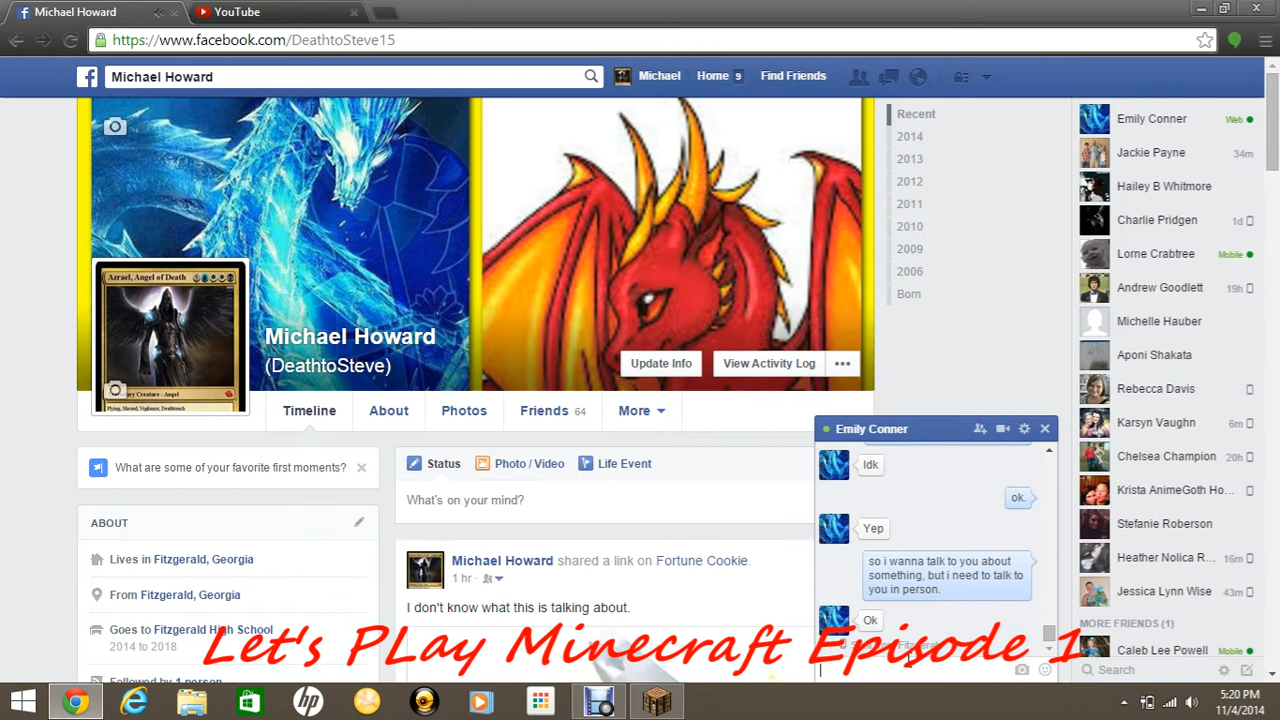 Michael Howard
YouTube
https://www.facebook.com/DeathtoSteve15
Michael Howard
Michael
Home 9
Find Friends
Azrael, Angel of Death
Michael Howard
(DeathtoSteve)
Update Info
View Activity Log
Timeline
About
Photos
Friends 64
More
Recent
2014
2013
2012
2011
2010
2009
2006
Born
What are some of your favorite first moments?
ABOUT
Lives in Fitzgerald, Georgia
From Fitzgerald, Georgia
Goes to Fitzgerald High School
2014 to 2018
Followed by 1 person
Status
Photo / Video
Life Event
What's on your mind?
Michael Howard shared a link on Fortune Cookie.
1 hr
I don't know what this is talking about.
Emily Conner
Idk
ok.
Yep
so i wanna talk to you about
something, but i need to talk to
you in person.
Ok
Let's PLay Minecraft Episode 1
Emily Conner Web
Jackie Payne 34m
Hailey B Whitmore
Charlie Pridgen 1d
Lorne Crabtree Mobile
Andrew Goodlett 19h
Michelle Hauber
Aponi Shakata
Rebecca Davis
Karsyn Vaughn 6m
Chelsea Champion 20h
Krista AnimeGoth Ho...
Stefanie Roberson
Heather Nolica R... 16m
Jessica Lynn Wise 43m
MORE FRIENDS (1)
Caleb Lee Powell Mobile
Search
5:20 PM
11/4/2014